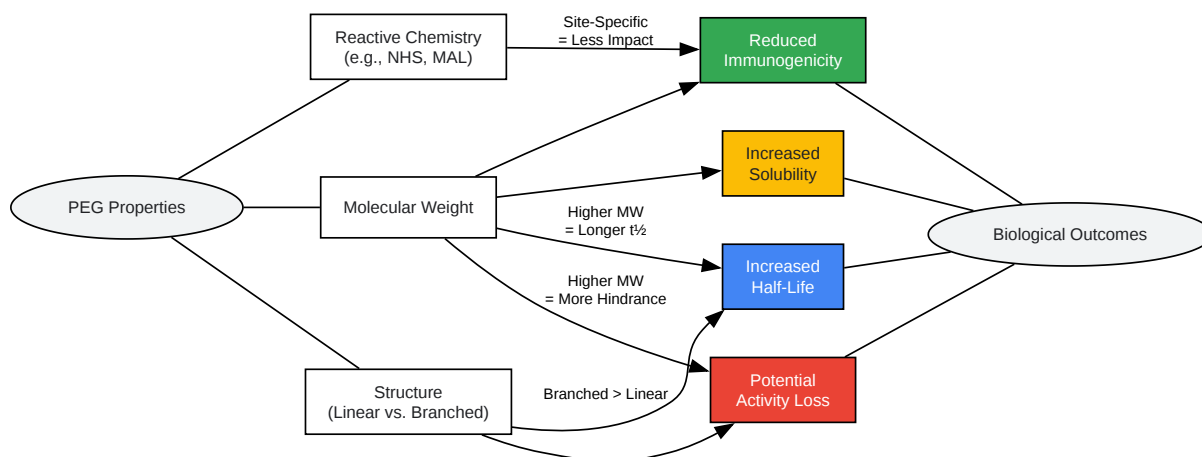 Reactive Chemistry
(e.g., NHS, MAL)
Site-Specific
= Less Impact
Reduced
Immunogenicity
PEG Properties
Molecular Weight
Increased
Solubility
Higher MW
= Longer t½
Higher MW
= More Hindrance
Increased
Half-Life
Biological Outcomes
Structure
(Linear vs. Branched)
Branched > Linear
Potential
Activity Loss